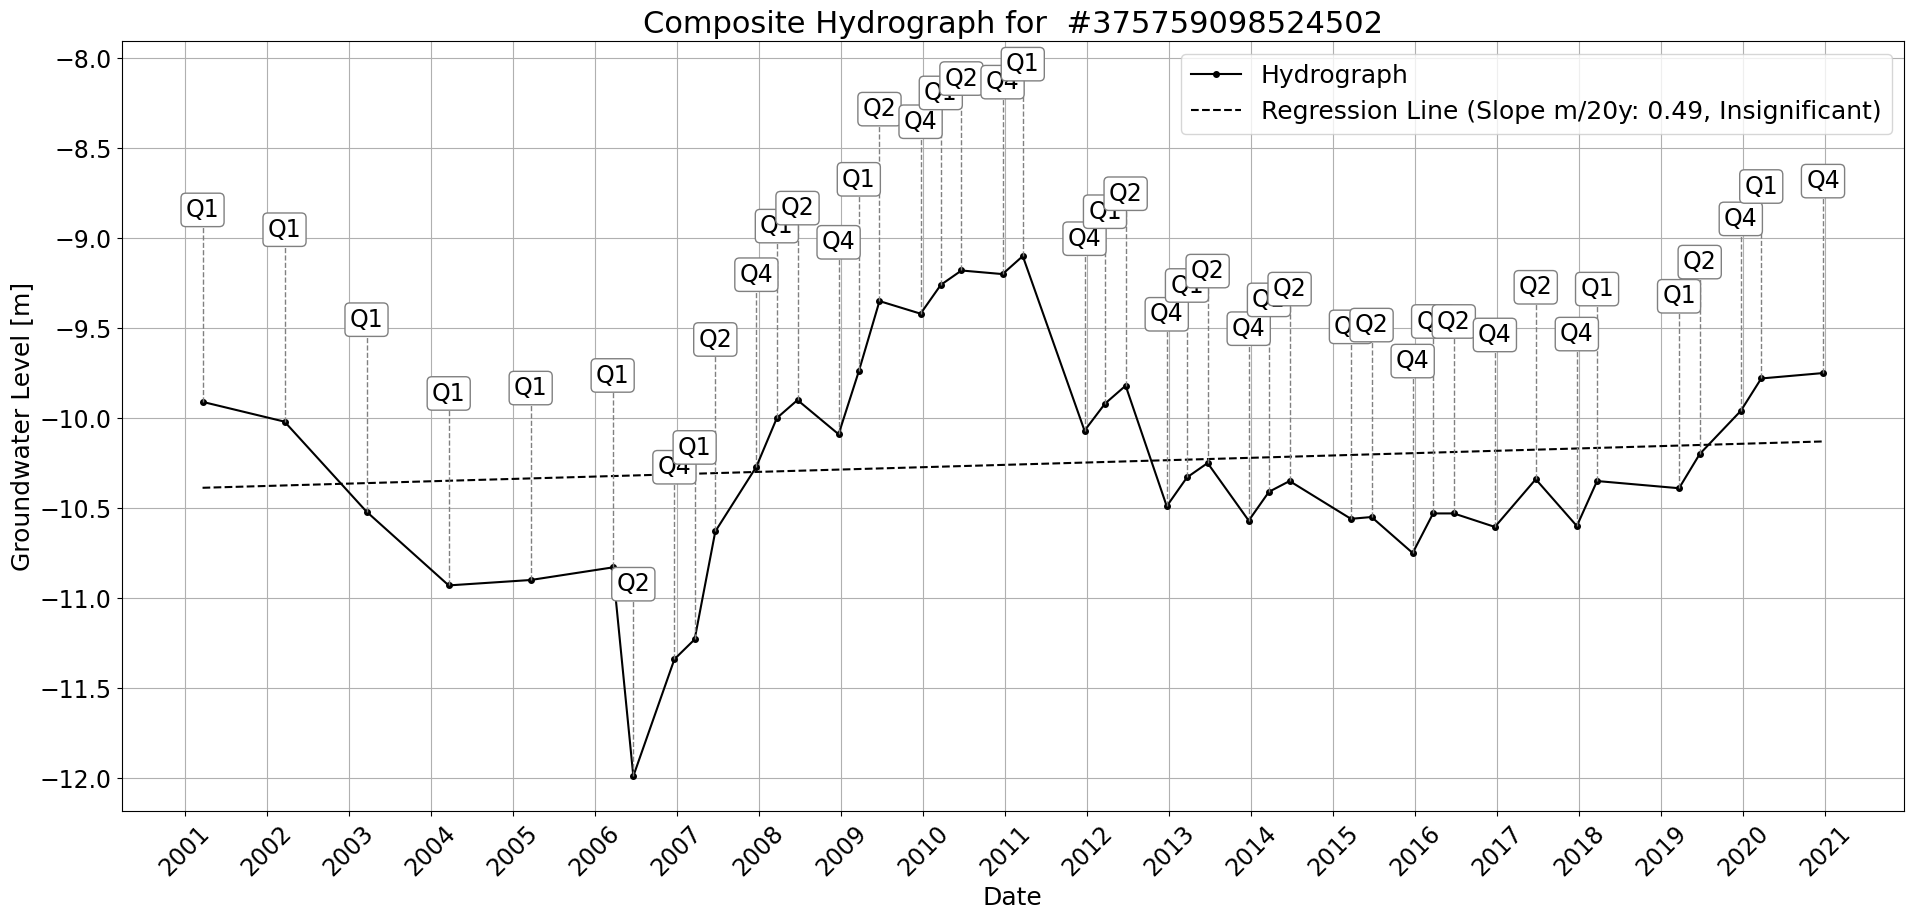 Composite Hydrograph for  #375759098524502
Hydrograph
Regression Line (Slope m/20y: 0.49, Insignificant)
Groundwater Level [m]
−8.0
−8.5
−9.0
−9.5
−10.0
−10.5
−11.0
−11.5
−12.0
Q1
Q1
Q1
Q1
Q1
Q1
Q2
Q4
Q1
Q2
Q4
Q1
Q2
Q4
Q1
Q2
Q4
Q1
Q2
Q4
Q1
Q4
Q1
Q2
Q4
Q1
Q2
Q4
Q2
Q2
Q4
Q2
Q4
Q2
Q4
Q1
Q1
Q2
Q4
Q1
Q4
2001 2002 2003 2004 2005 2006 2007 2008 2009 2010 2011 2012 2013 2014 2015 2016 2017 2018 2019 2020 2021
Date